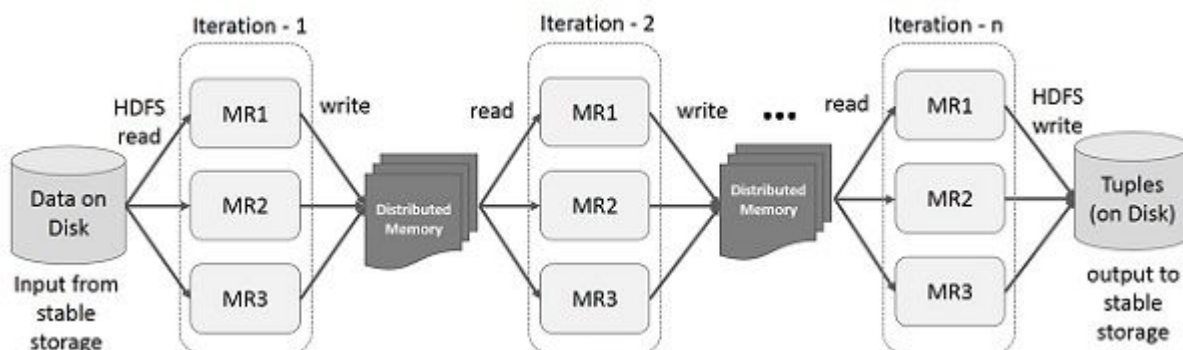 Iteration - 1
Iteration - 2
Iteration - n
HDFS
read
MR1
write
read
MR1
write
...
read
MR1
HDFS
write
Data on
Disk
MR2
Distributed
Memory
MR2
Distributed
Memory
MR2
Tuples
(on Disk)
Input from
stable
storage
MR3
MR3
MR3
output to
stable
storage